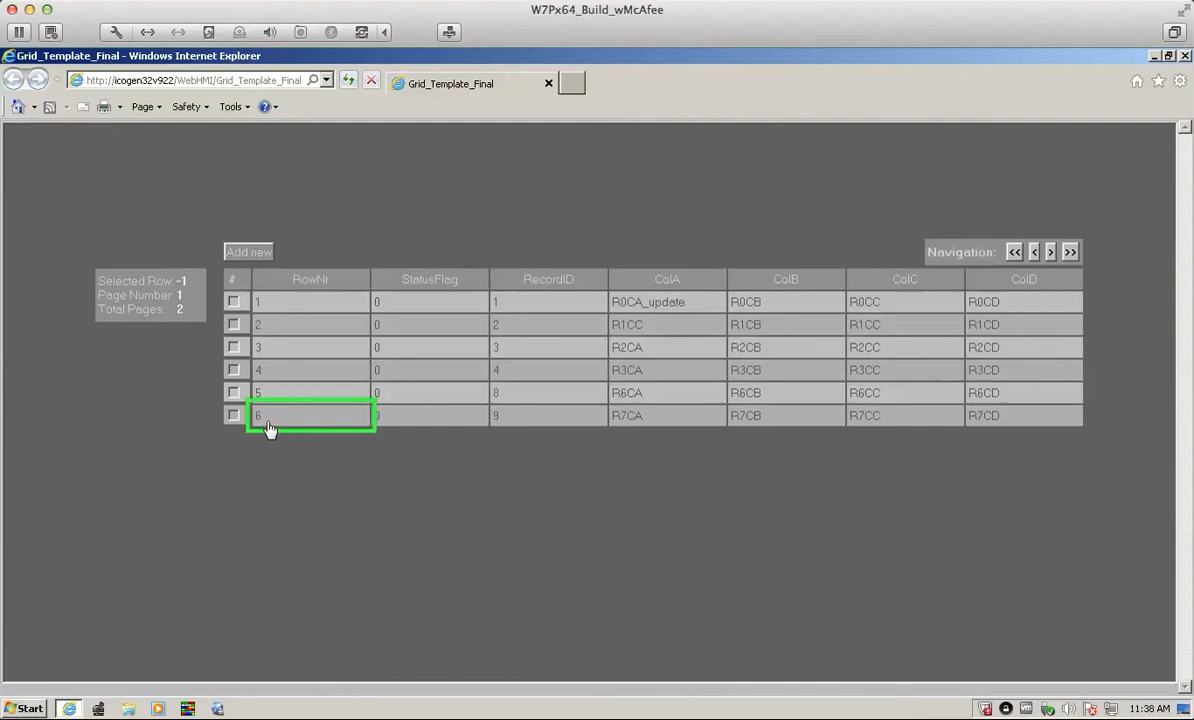 W7Px64_Build_wMcAfee
Grid_Template_Final - Windows Internet Explorer
http://icogen32v922/WebHMI/Grid_Template_Final
Grid_Template_Final
Page Safety Tools
Add new
Navigation: << < > >>
Selected Row: -1
Page Number: 1
Total Pages: 2
# RowNr StatusFlag RecordID ColA ColB ColC ColD
1 0 1 R0CA_update R0CB R0CC R0CD
2 0 2 R1CC R1CB R1CC R1CD
3 0 3 R2CA R2CB R2CC R2CD
4 0 4 R3CA R3CB R3CC R3CD
5 0 8 R6CA R6CB R6CC R6CD
6 0 9 R7CA R7CB R7CC R7CD
Start
11:38 AM